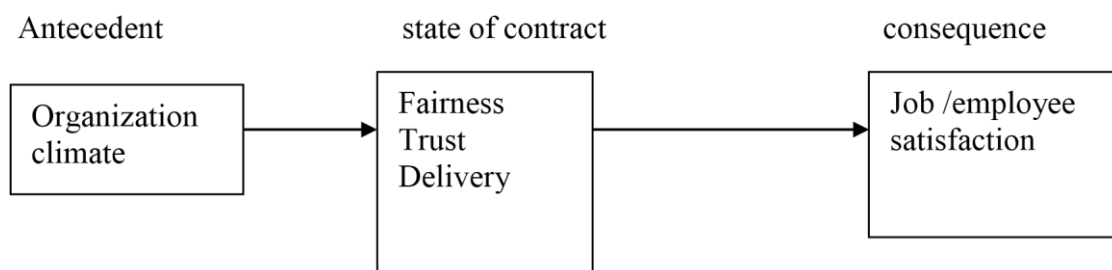 Antecedent
state of contract
consequence
Organization
climate
Fairness
Trust
Delivery
Job /employee
satisfaction